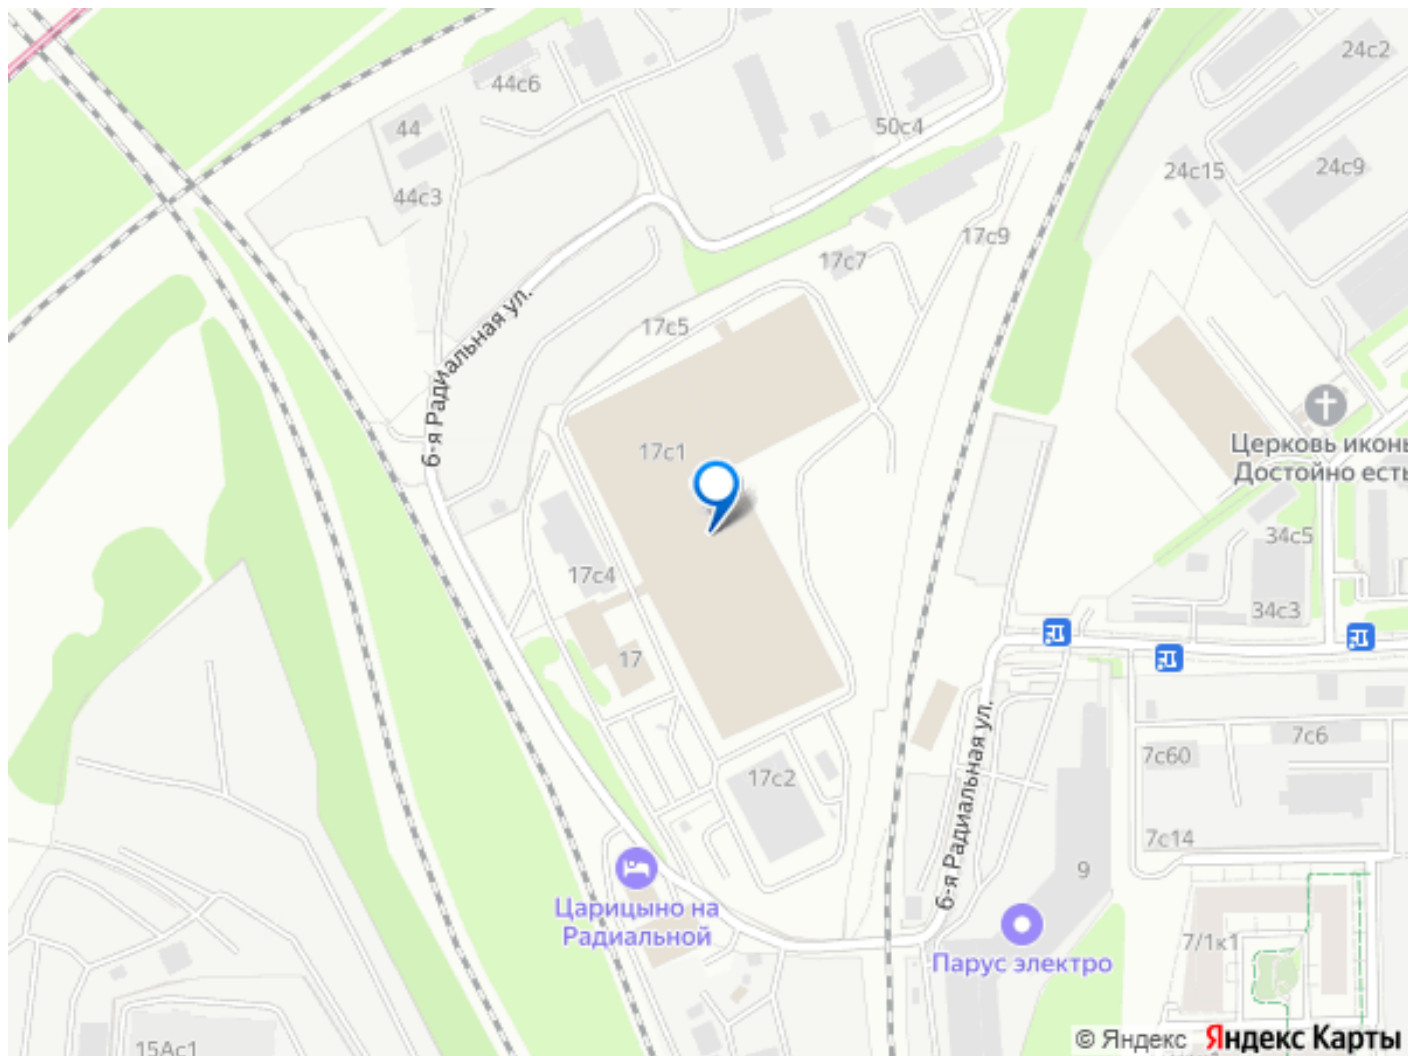 24с2
44с6
44
50с4
24с9
24с15
44с3
17с9
17с7
6-я Радиальная ул.
17с5
17с1
Церковь иконы
Достойно есть
34с5
17с4
34с3
17
6-я Радиальная ул.
7с6
7с60
17с2
7с14
9
Царицыно на
Радиальной
7/1к1
Парус электро
15Ас1
© Яндекс Яндекс Карты